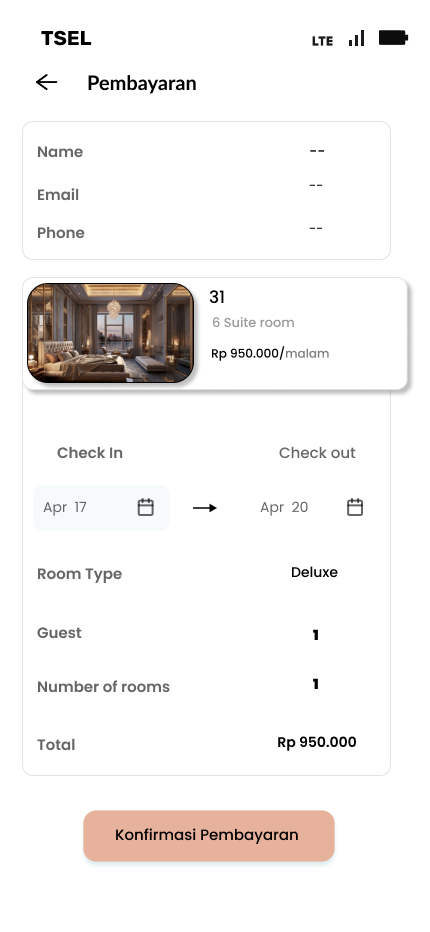 TSEL LTE
Pembayaran
Name --
Email --
Phone --
31
6 Suite room
Rp 950.000/malam
Check In Check out
Apr 17 Apr 20
Room Type Deluxe
Guest 1
Number of rooms 1
Total Rp 950.000
Konfirmasi Pembayaran